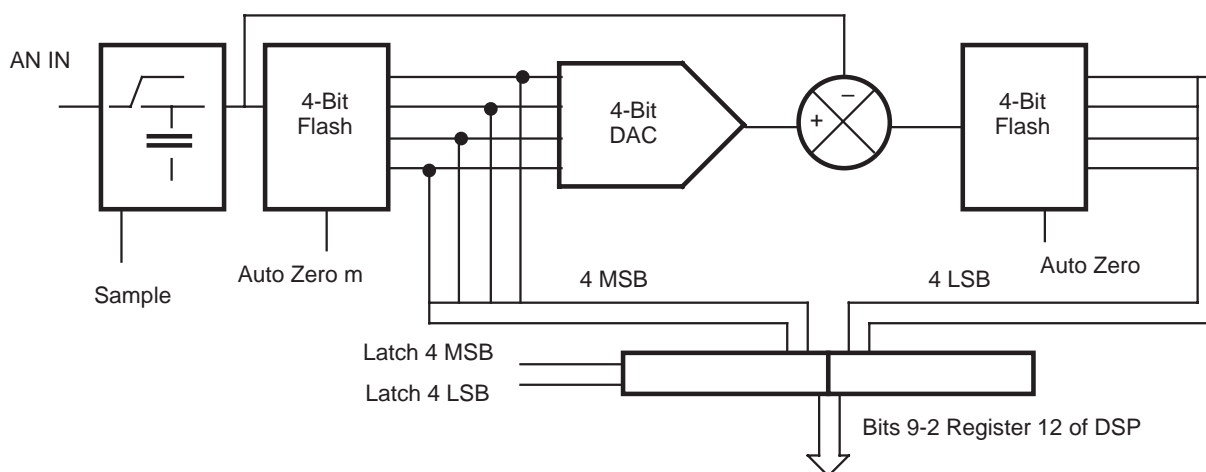 AN IN
4-Bit
Flash
4-Bit
DAC
−
+
4-Bit
Flash
Sample
Auto Zero m
Auto Zero
4 MSB
4 LSB
Latch 4 MSB
Latch 4 LSB
Bits 9-2 Register 12 of DSP